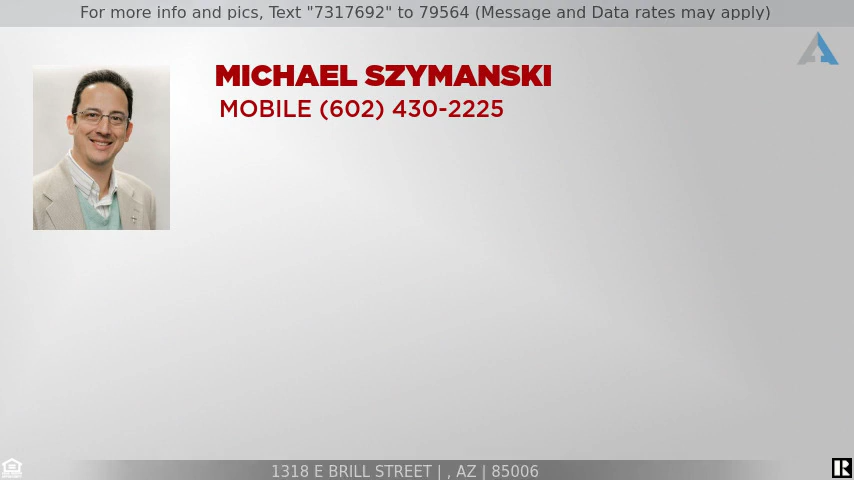 For more info and pics, Text "7317692" to 79564 (Message and Data rates may apply)
MICHAEL SZYMANSKI
MOBILE (602) 430-2225
1318 E BRILL STREET | , AZ | 85006